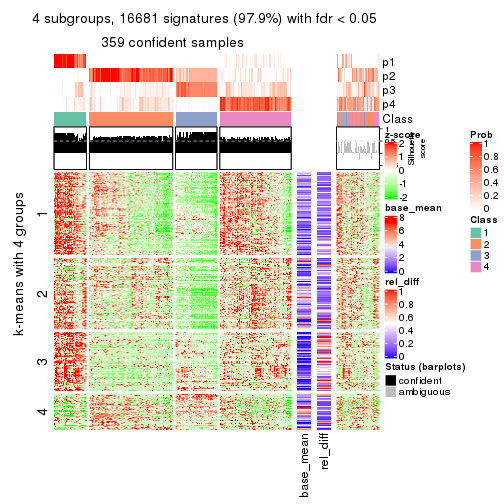 4 subgroups, 16681 signatures (97.9%) with fdr < 0.05
359 confident samples
p1
p2
p3
p4
Class
1
Silhouette
score
k-means with 4 groups
1
2
3
4
base_mean
rel_diff
z-score
2
1
0
-1
-2
base_mean
8
6
4
2
0
rel_diff
1
0.8
0.6
0.4
0.2
0
Status (barplots)
confident
ambiguous
Prob
1
0.8
0.6
0.4
0.2
0
Class
1
2
3
4